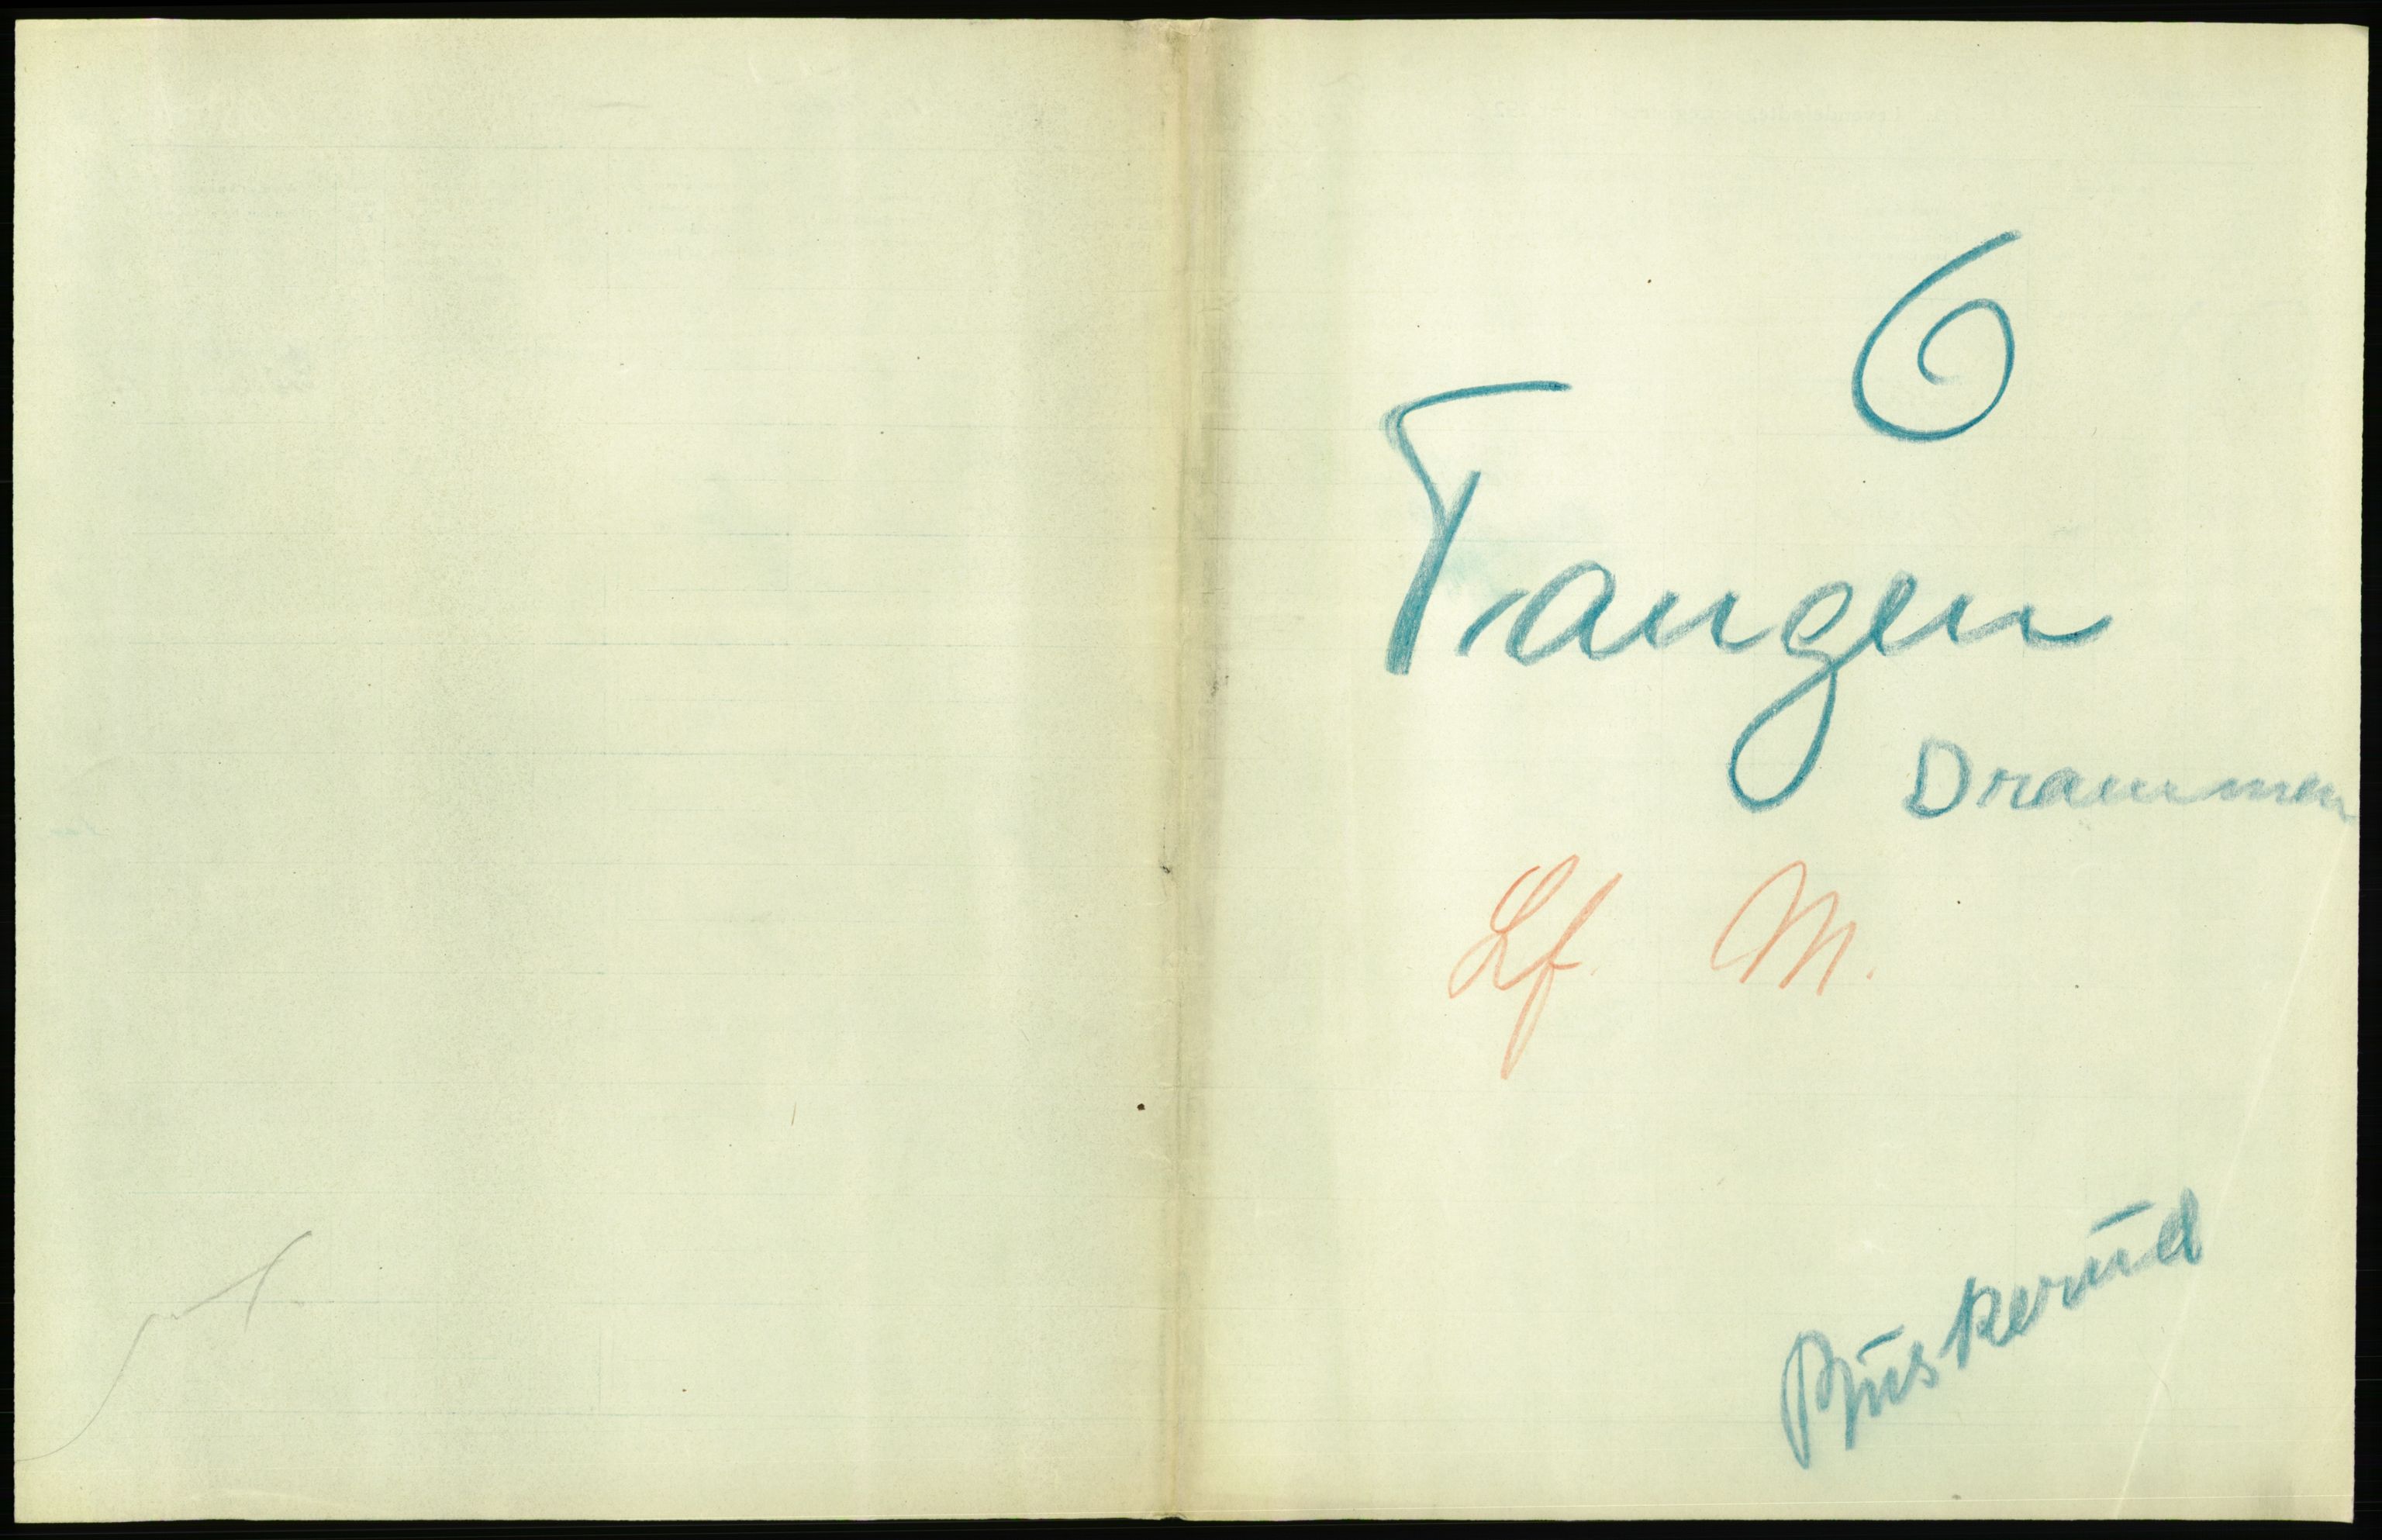 6
Tangen
Drammen
Lf. M.
Buskerud